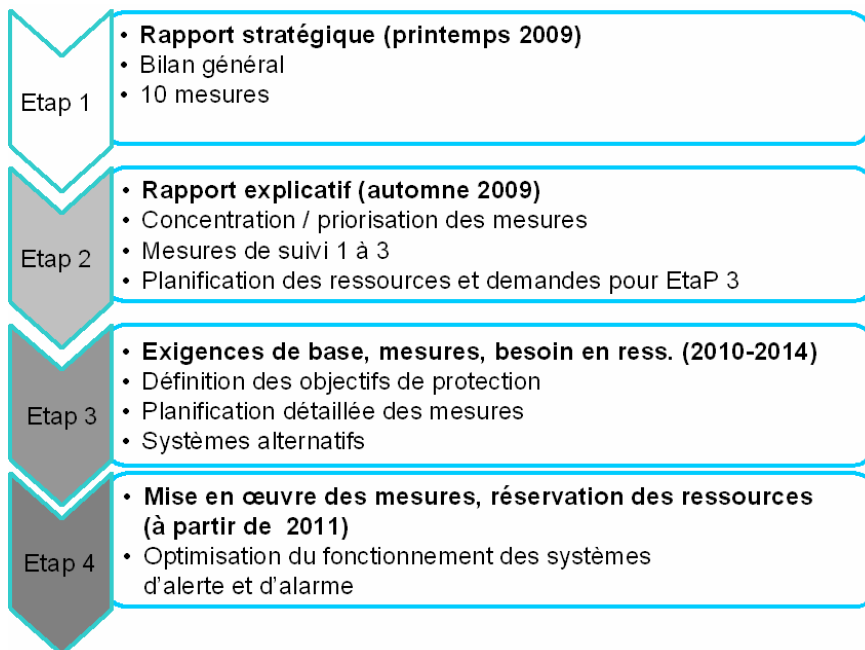 Etap 1
• Rapport stratégique (printemps 2009)
• Bilan général
• 10 mesures
Etap 2
• Rapport explicatif (automne 2009)
• Concentration / priorisation des mesures
• Mesures de suivi 1 à 3
• Planification des ressources et demandes pour EtaP 3
Etap 3
• Exigences de base, mesures, besoin en ress. (2010-2014)
• Définition des objectifs de protection
• Planification détaillée des mesures
• Systèmes alternatifs
Etap 4
• Mise en œuvre des mesures, réservation des ressources
(à partir de 2011)
• Optimisation du fonctionnement des systèmes
d'alerte et d'alarme